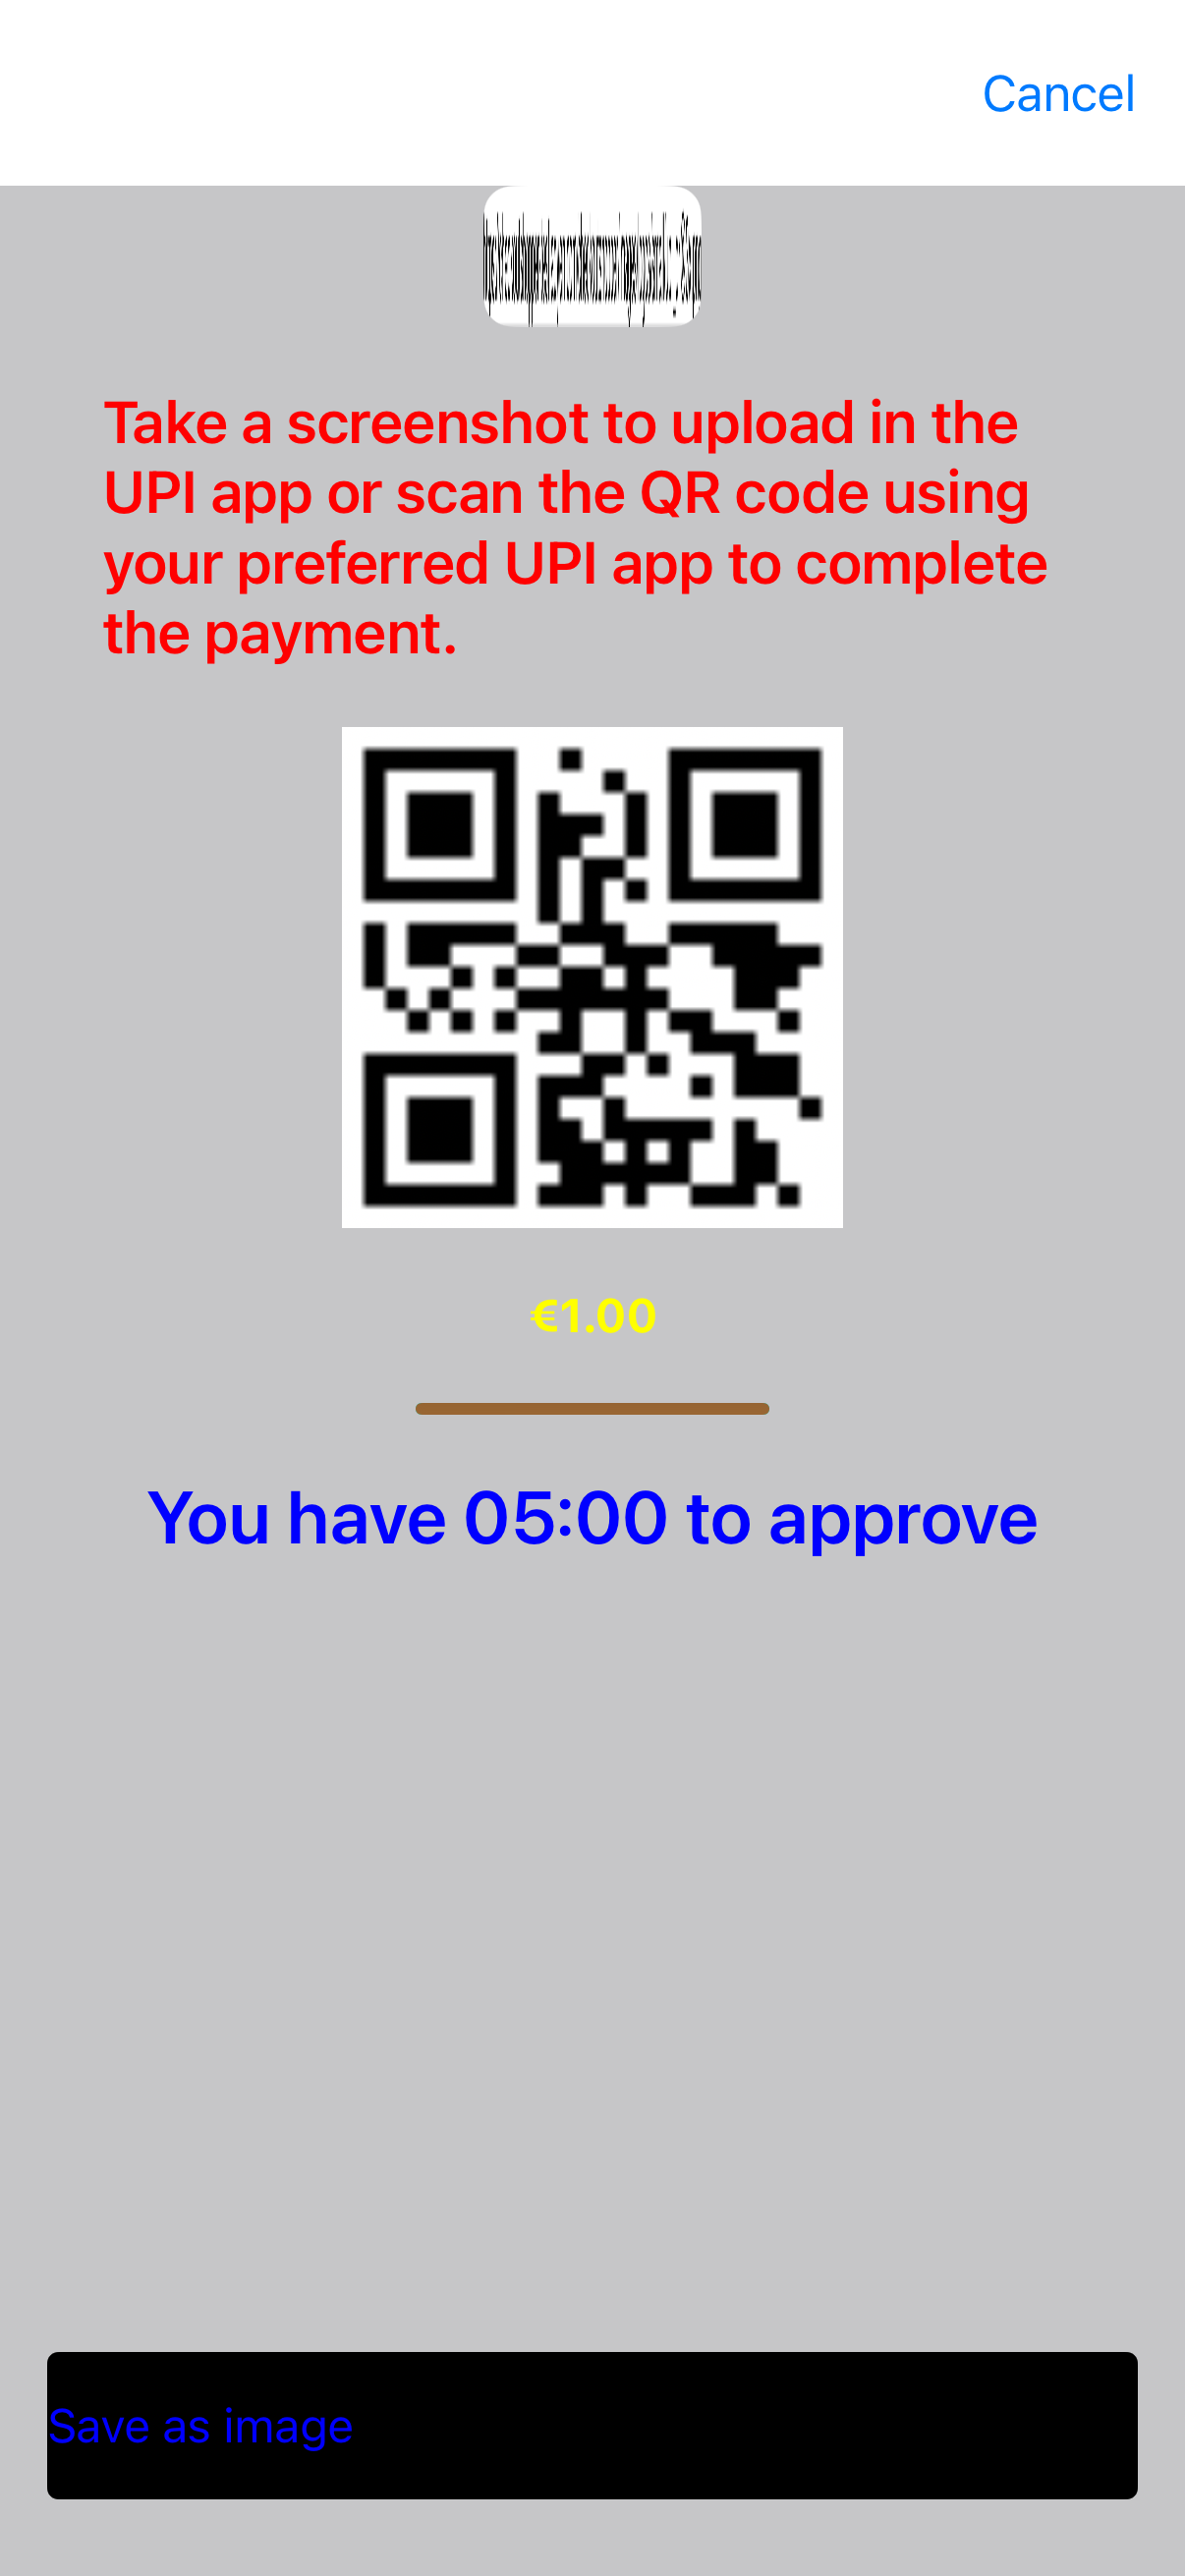 Cancel
Take a screenshot to upload in the
UPI app or scan the QR code using
your preferred UPI app to complete
the payment.
€1.00
You have 05:00 to approve
Save as image